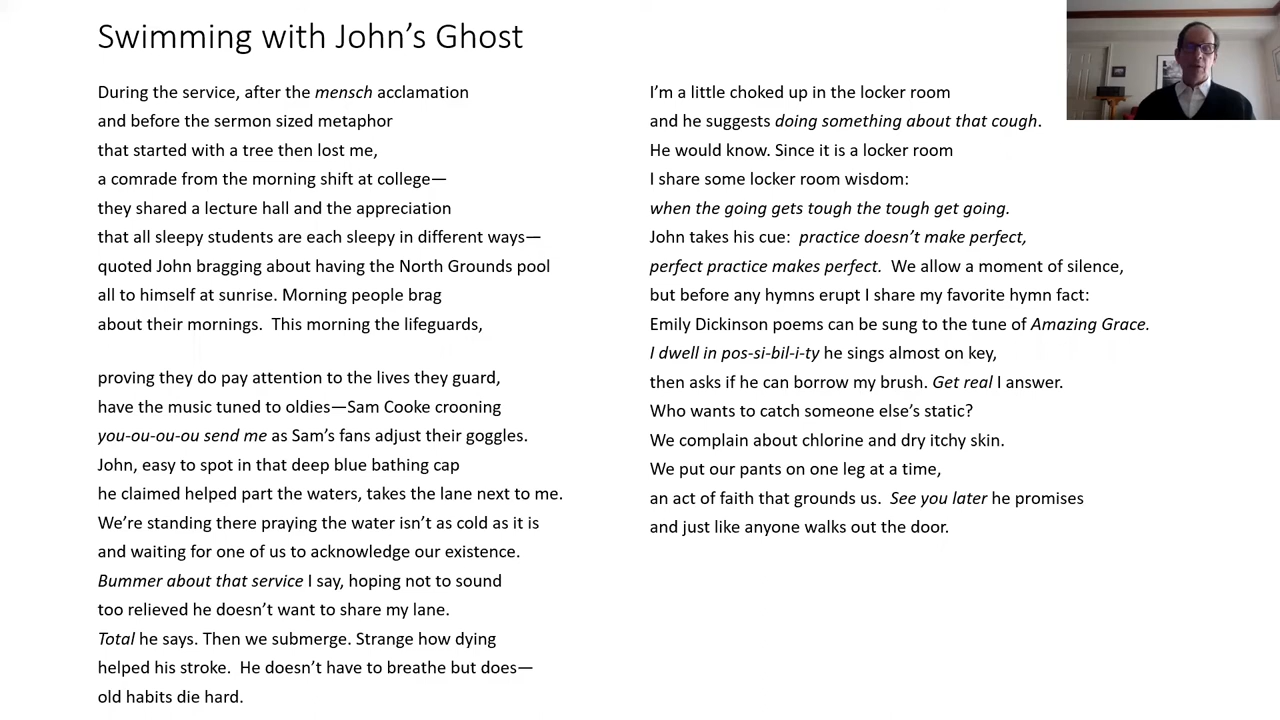 Swimming with John’s Ghost
During the service, after the mensch acclamation
and before the sermon sized metaphor
that started with a tree then lost me,
a comrade from the morning shift at college—
they shared a lecture hall and the appreciation
that all sleepy students are each sleepy in different ways—
quoted John bragging about having the North Grounds pool
all to himself at sunrise. Morning people brag
about their mornings.  This morning the lifeguards,
proving they do pay attention to the lives they guard,
have the music tuned to oldies—Sam Cooke crooning
you-ou-ou-ou send me as Sam’s fans adjust their goggles.
John, easy to spot in that deep blue bathing cap
he claimed helped part the waters, takes the lane next to me.
We’re standing there praying the water isn’t as cold as it is
and waiting for one of us to acknowledge our existence.
Bummer about that service I say, hoping not to sound
too relieved he doesn’t want to share my lane.
Total he says. Then we submerge. Strange how dying
helped his stroke.  He doesn’t have to breathe but does—
old habits die hard.
I’m a little choked up in the locker room
and he suggests doing something about that cough.
He would know. Since it is a locker room
I share some locker room wisdom:
when the going gets tough the tough get going.
John takes his cue:  practice doesn’t make perfect,
perfect practice makes perfect.  We allow a moment of silence,
but before any hymns erupt I share my favorite hymn fact:
Emily Dickinson poems can be sung to the tune of Amazing Grace.
I dwell in pos-si-bil-i-ty he sings almost on key,
then asks if he can borrow my brush. Get real I answer.
Who wants to catch someone else’s static?
We complain about chlorine and dry itchy skin.
We put our pants on one leg at a time,
an act of faith that grounds us.  See you later he promises
and just like anyone walks out the door.